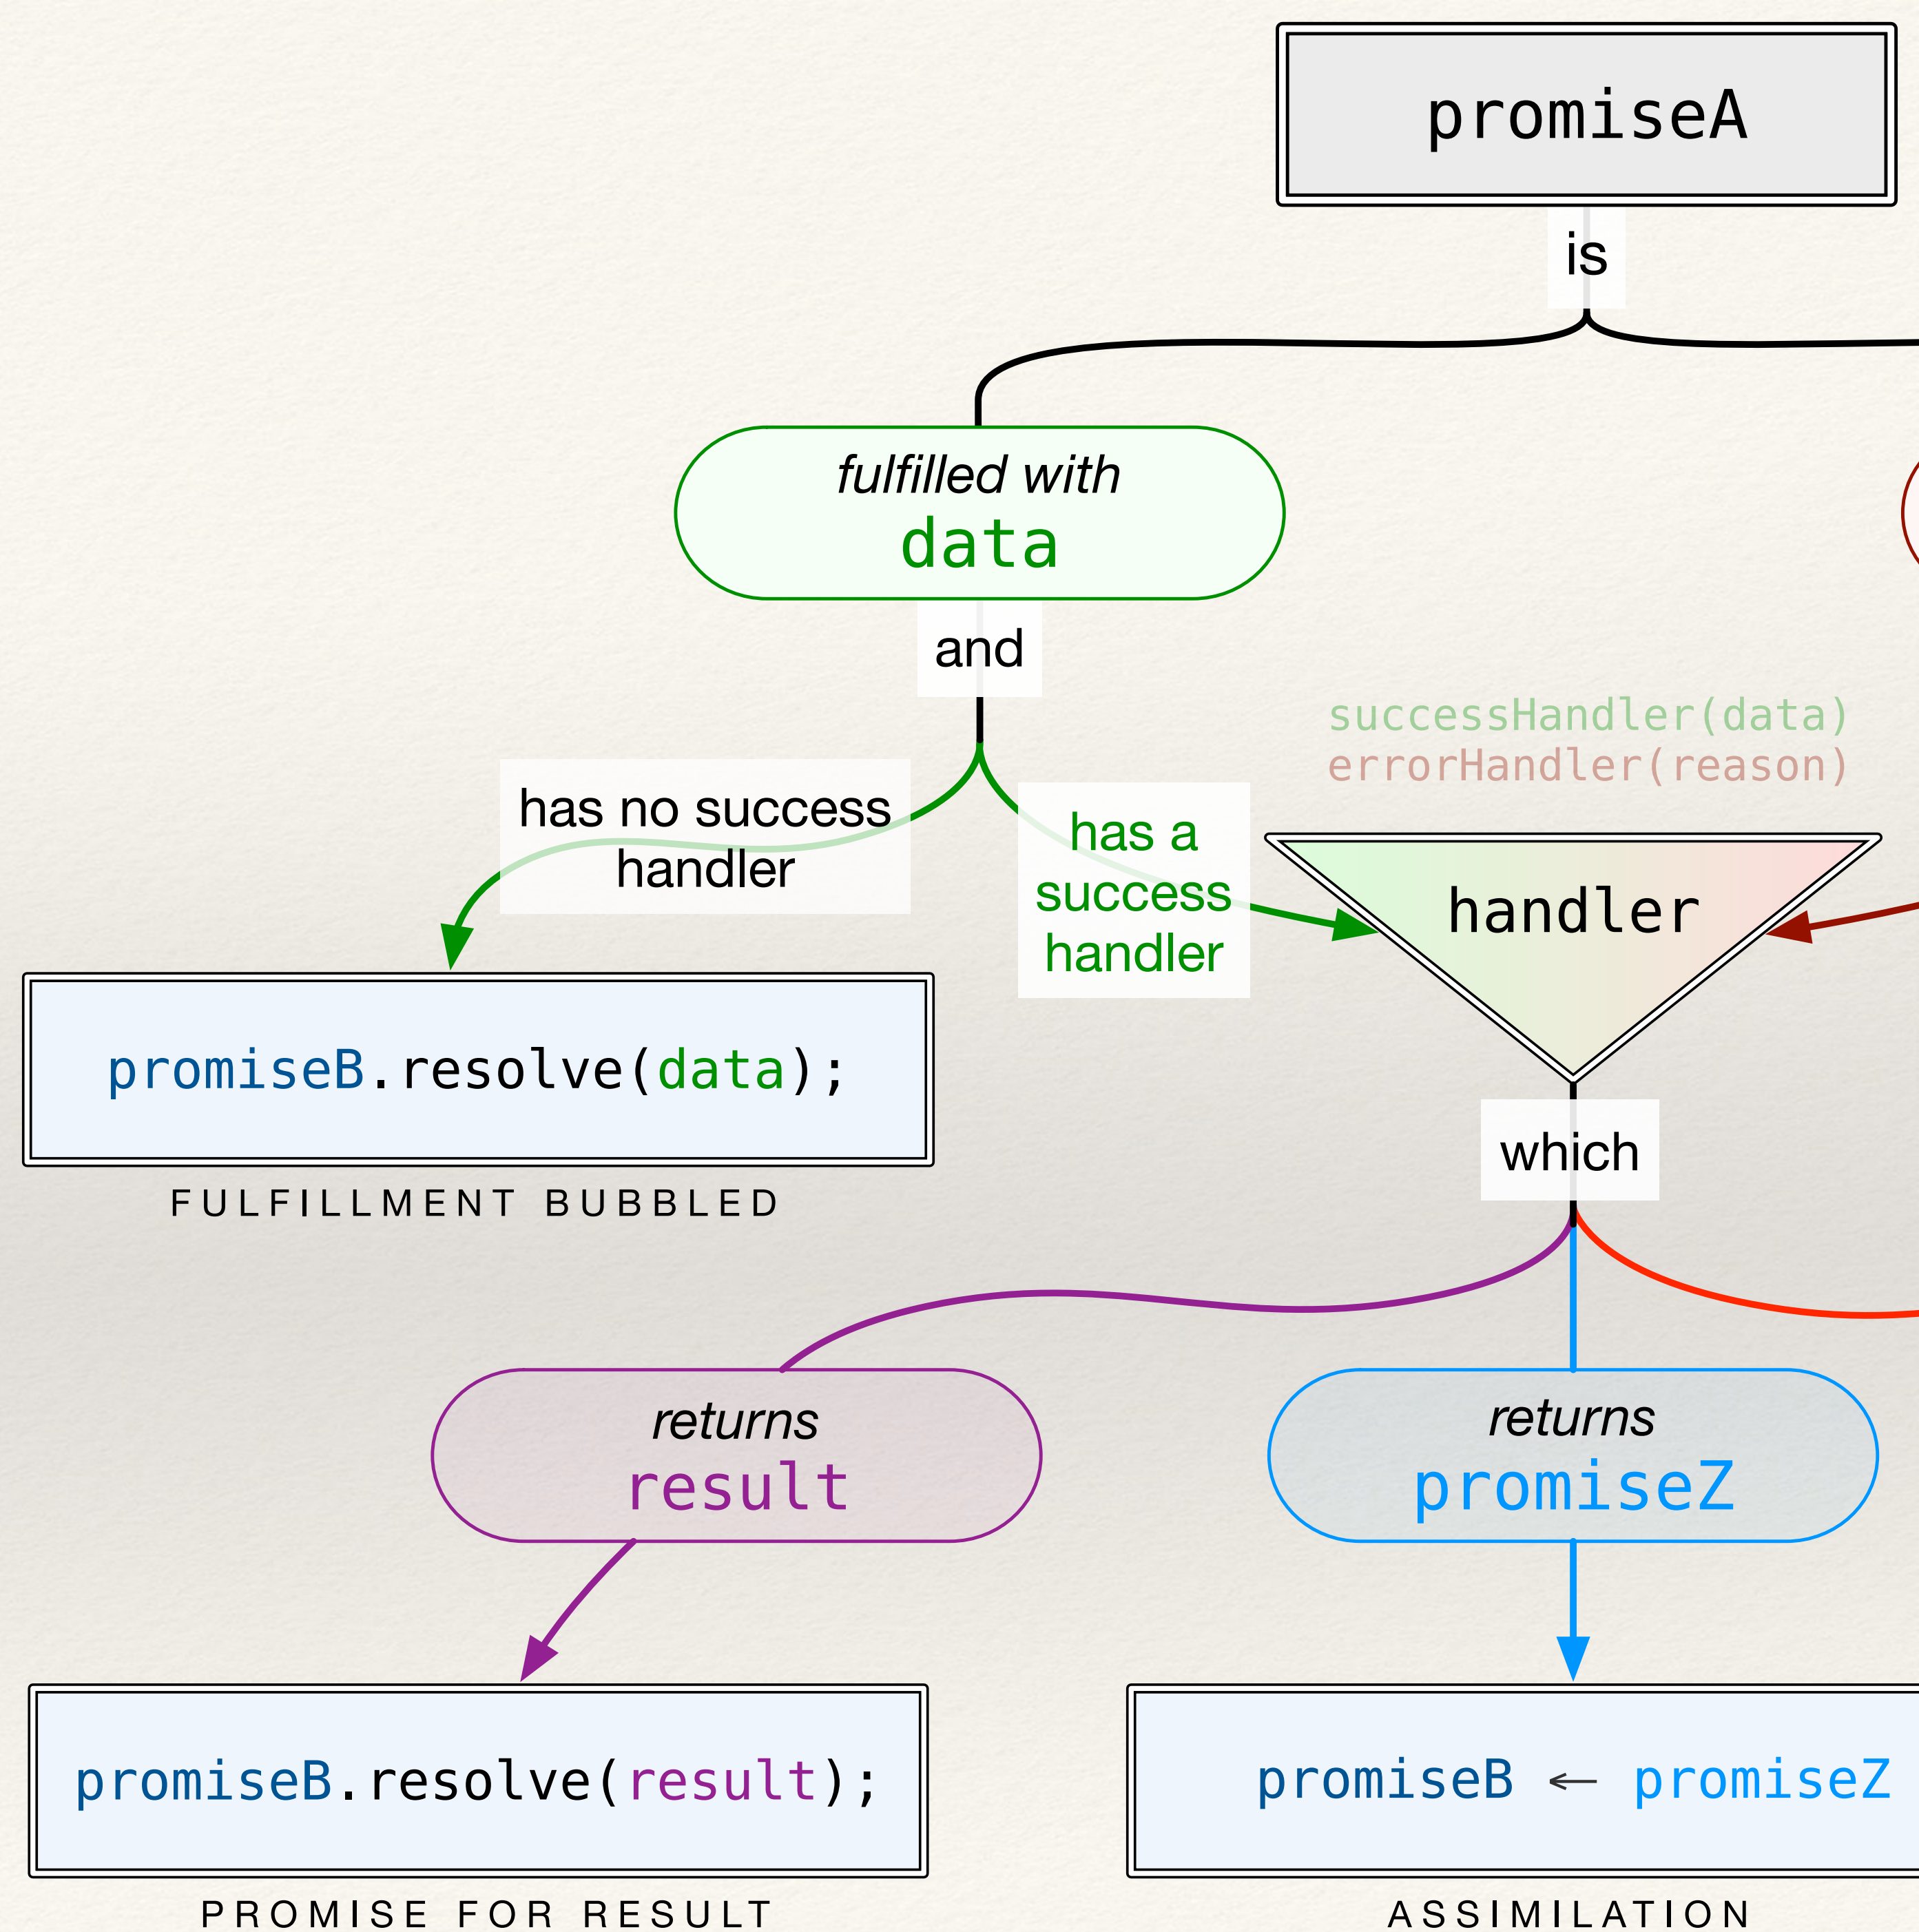 promiseA
is
fulfilled with
data
and
successHandler(data)
errorHandler(reason)
has no success
handler
has a
success
handler
handler
promiseB.resolve(data);
FULFILLMENT BUBBLED
which
returns
result
returns
promiseZ
promiseB.resolve(result);
promiseB ← promiseZ
PROMISE FOR RESULT
ASSIMILATION